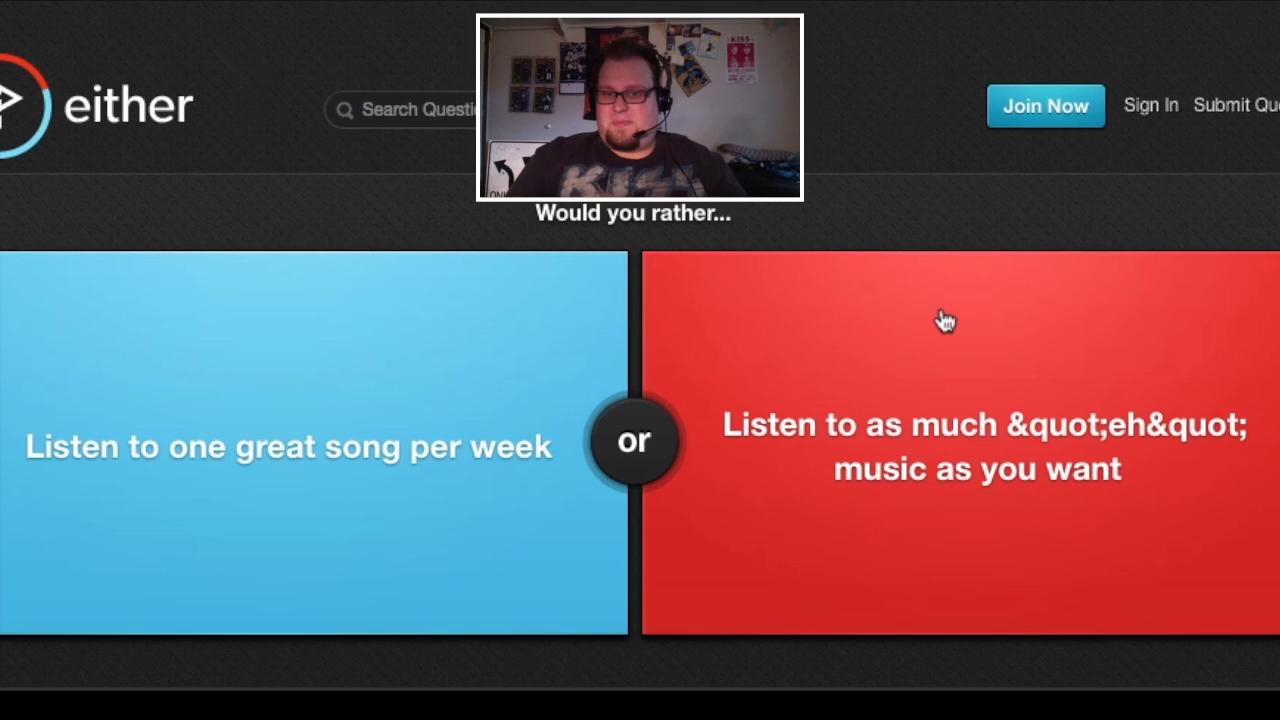 either
Search Questi
KISS
Join Now
Sign In
Submit Qu
Would you rather...
Listen to one great song per week
or
Listen to as much &quot;eh&quot;
music as you want